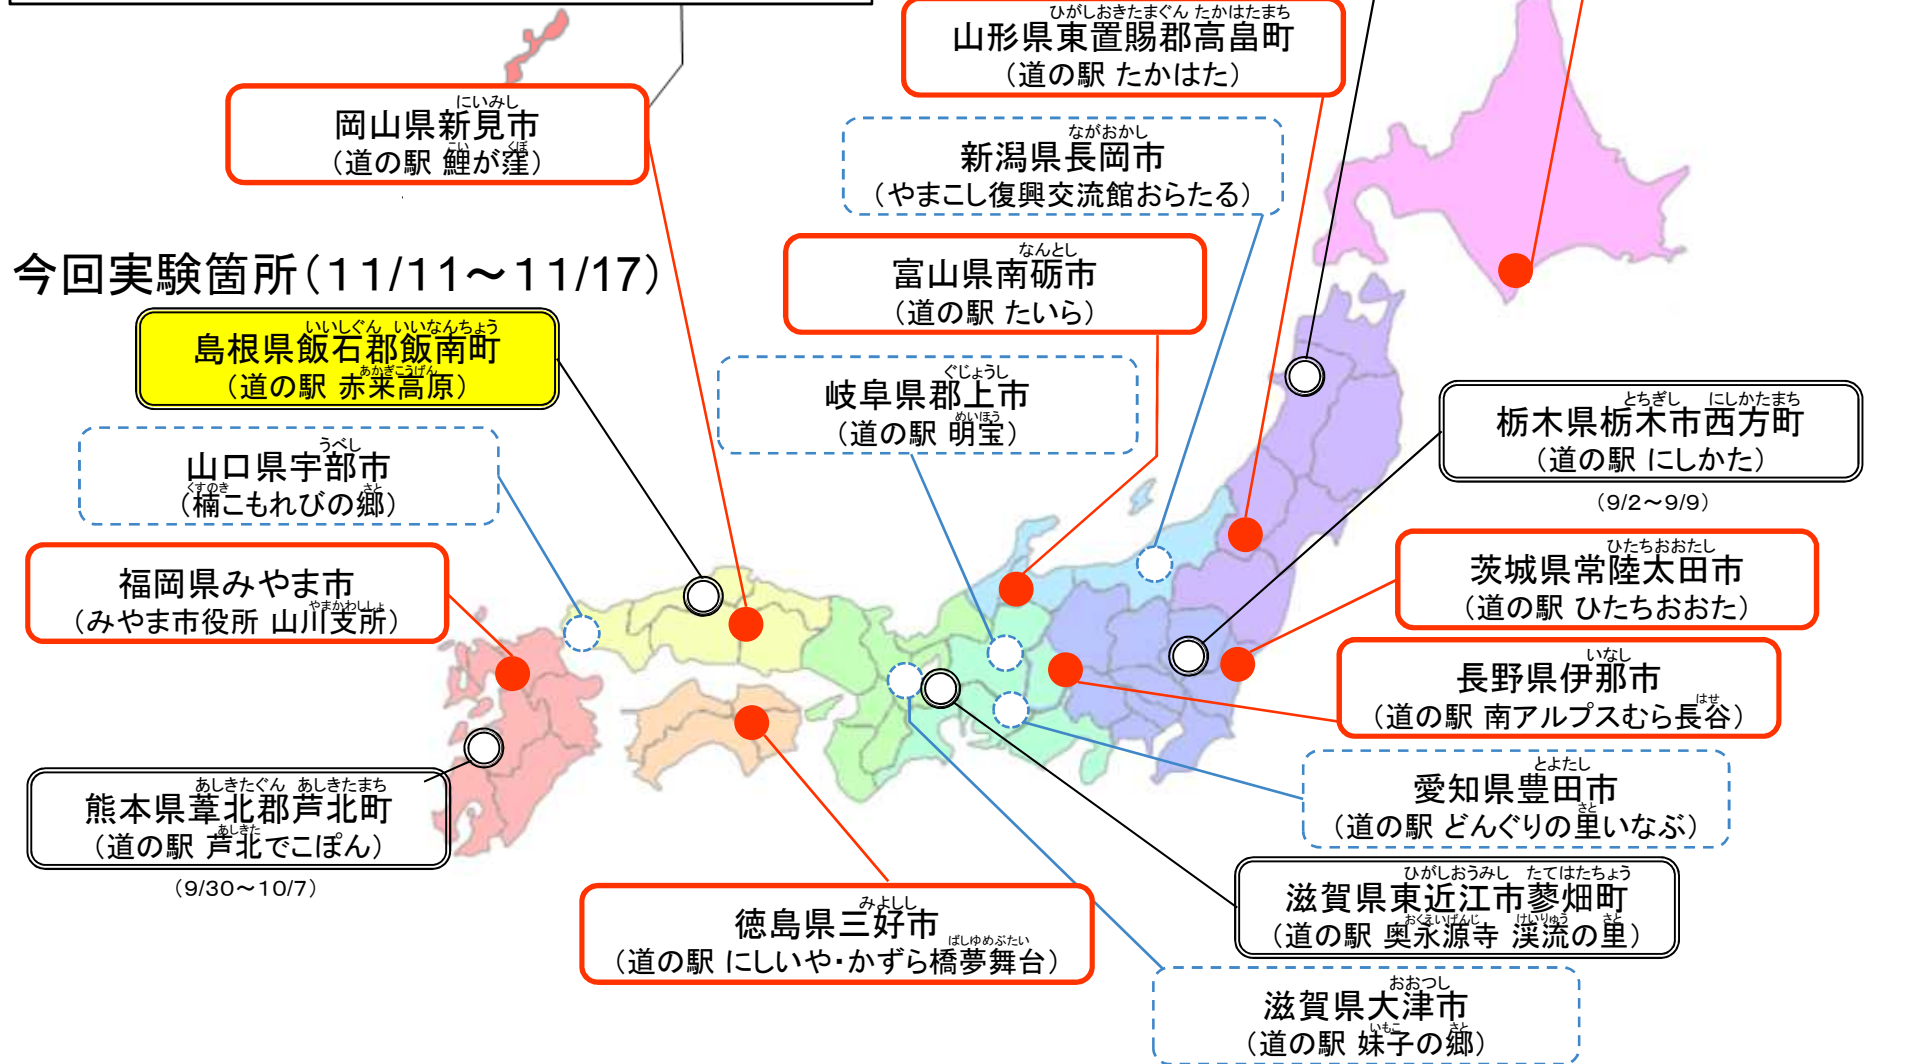 ひがしおきたまぐん たかはたまち
山形県東置賜郡高畠町
（道の駅 たかはた）
にいみし
岡山県新見市
こい くぼ
（道の駅 鯉が窪）
ながおかし
新潟県長岡市
（やまこし復興交流館おらたる）
なんとし
富山県南砺市
（道の駅 たいら）
今回実験箇所（１１/１１～１１/１７）
いいしぐん いいなんちょう
島根県飯石郡飯南町
あかぎこうげん
（道の駅 赤来高原）
ぐじょうし
岐阜県郡上市
めいほう
（道の駅 明宝）
とちぎし にしかたまち
栃木県栃木市西方町
（道の駅 にしかた）
（9/2～9/9）
うべし
山口県宇部市
くすのき さと
（楠こもれびの郷）
ひたちおおたし
茨城県常陸太田市
（道の駅 ひたちおおた）
福岡県みやま市
やまかわししょ
（みやま市役所 山川支所）
いなし
長野県伊那市
はせ
（道の駅 南アルプスむら長谷）
とよたし
愛知県豊田市
さと
（道の駅 どんぐりの里いなぶ）
あしきたぐん あしきたまち
熊本県葦北郡芦北町
あしきた
（道の駅 芦北でこぽん）
（9/30～10/7）
ひがしおうみし たてはたちょう
滋賀県東近江市蓼畑町
おくえいげんじ けいりゅう さと
（道の駅 奥永源寺 渓流の里）
みよしし
徳島県三好市
ばしゆめぶたい
（道の駅 にしいや・かずら橋夢舞台）
おおつし
滋賀県大津市
いもこ さと
（道の駅 妹子の郷）